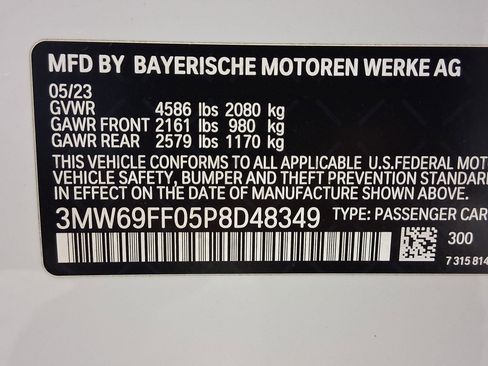 MFD BY BAYERISCHE MOTOREN WERKE AG
05/23
GVWR 4586 lbs 2080 kg
GAWR FRONT 2161 lbs 980 kg
GAWR REAR 2579 lbs 1170 kg
THIS VEHICLE CONFORMS TO ALL APPLICABLE U.S.FEDERAL MOT
VEHICLE SAFETY, BUMPER, AND THEFT PREVENTION STANDARD
IN EFFECT ON THE DATE OF MANUFACTURE SHOWN ABOVE.
3MW69FF05P8D48349 TYPE: PASSENGER CAR
300
7 315 814